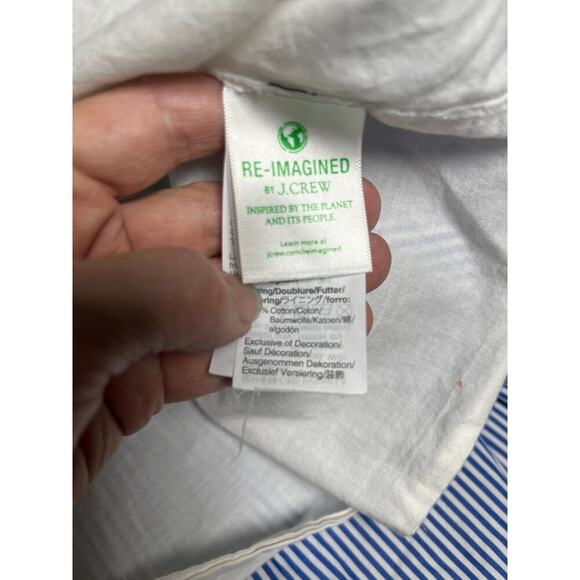 RE-IMAGINED
BY J.CREW
INSPIRED BY THE PLANET
AND ITS PEOPLE.
Learn more at
jcrew.com/reimagined
/Doublure/Futter/
/ライニング/forro:
% Cotton/Coton/
Baumwolle/Katoen/綿/
algodón
Exclusive of Decoration/
Sauf Décoration/
Ausgenommen Dekoration/
Exclusief Versiering/装飾